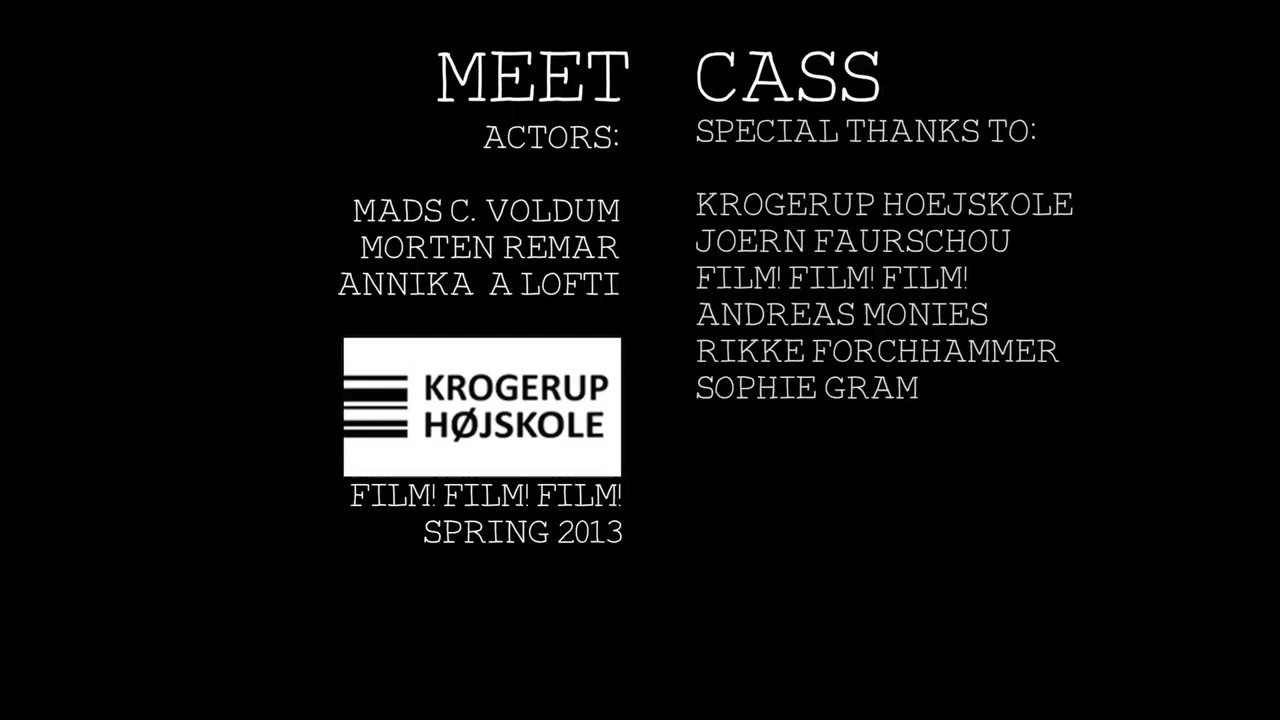 MEET CASS
ACTORS:
MADS C. VOLDUM
MORTEN REMAR
ANNIKA A LOFTI
KROGERUP
HØJSKOLE
FILM! FILM! FILM!
SPRING 2013
SPECIAL THANKS TO:
KROGERUP HOEJSKOLE
JOERN FAURSCHOU
FILM! FILM! FILM!
ANDREAS MONIES
RIKKE FORCHHAMMER
SOPHIE GRAM